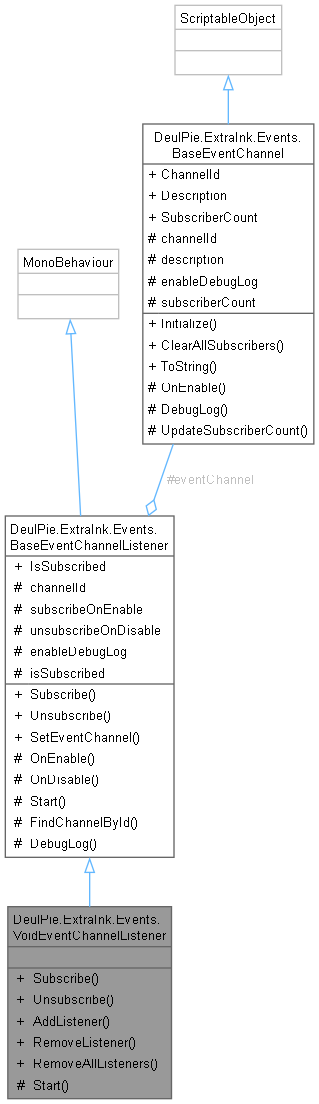 ScriptableObject
DeulPie.ExtraInk.Events.
BaseEventChannel
+ ChannelId
+ Description
+ SubscriberCount
# channelId
# description
# enableDebugLog
# subscriberCount
+ Initialize()
+ ClearAllSubscribers()
+ ToString()
# OnEnable()
# DebugLog()
# UpdateSubscriberCount()
MonoBehaviour
#eventChannel
DeulPie.ExtraInk.Events.
BaseEventChannelListener
+ IsSubscribed
# channelId
# subscribeOnEnable
# unsubscribeOnDisable
# enableDebugLog
# isSubscribed
+ Subscribe()
+ Unsubscribe()
+ SetEventChannel()
# OnEnable()
# OnDisable()
# Start()
# FindChannelById()
# DebugLog()
DeulPie.ExtraInk.Events.
VoidEventChannelListener
+ Subscribe()
+ Unsubscribe()
+ AddListener()
+ RemoveListener()
+ RemoveAllListeners()
# Start()